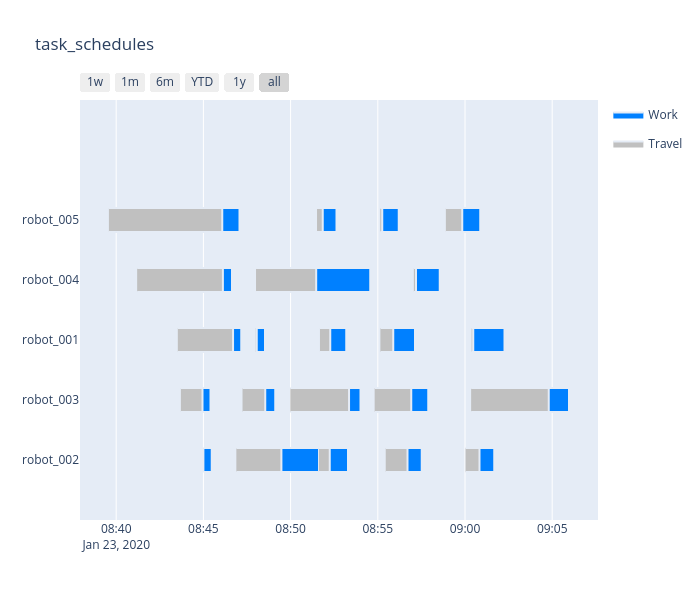 task_schedules
1w 1m 6m YTD 1y all
Work
Travel
robot_005
robot_004
robot_001
robot_003
robot_002
08:40 08:45 08:50 08:55 09:00 09:05
Jan 23, 2020